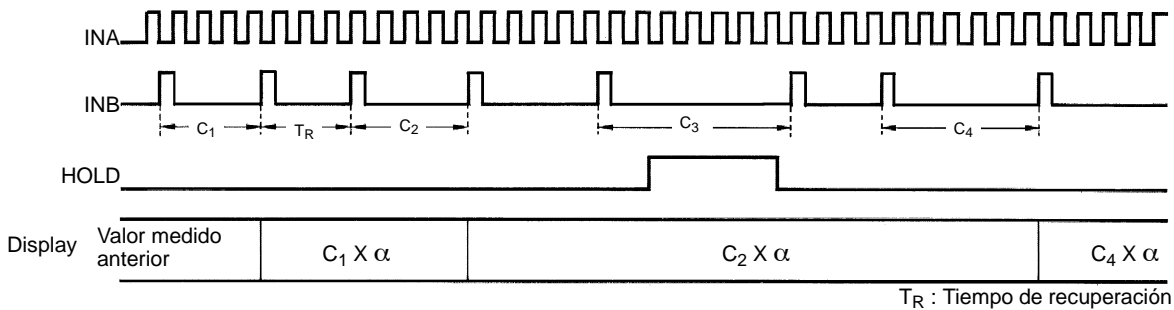 INA
INB
C1 TR C2 C3 C4
HOLD
Display Valor medido anterior C1 X α C2 X α C4 X α
TR : Tiempo de recuperación